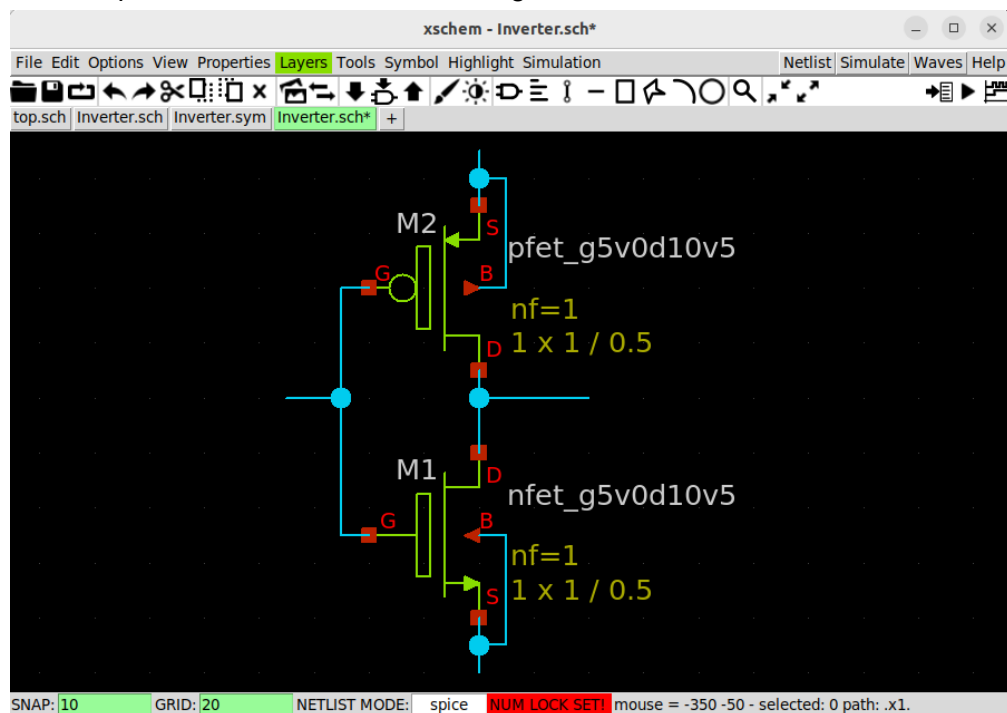 xschem - Inverter.sch*
File Edit Options View Properties Layers Tools Symbol Highlight Simulation Netlist Simulate Waves Help
top.sch Inverter.sch Inverter.sym Inverter.sch* +
M2
S
pfet_g5v0d10v5
G
B
nf=1
D
1 x 1 / 0.5
M1
D
nfet_g5v0d10v5
G
B
nf=1
S
1 x 1 / 0.5
SNAP: 10 GRID: 20 NETLIST MODE: spice NUM LOCK SET! mouse = -350 -50 - selected: 0 path: .x1.